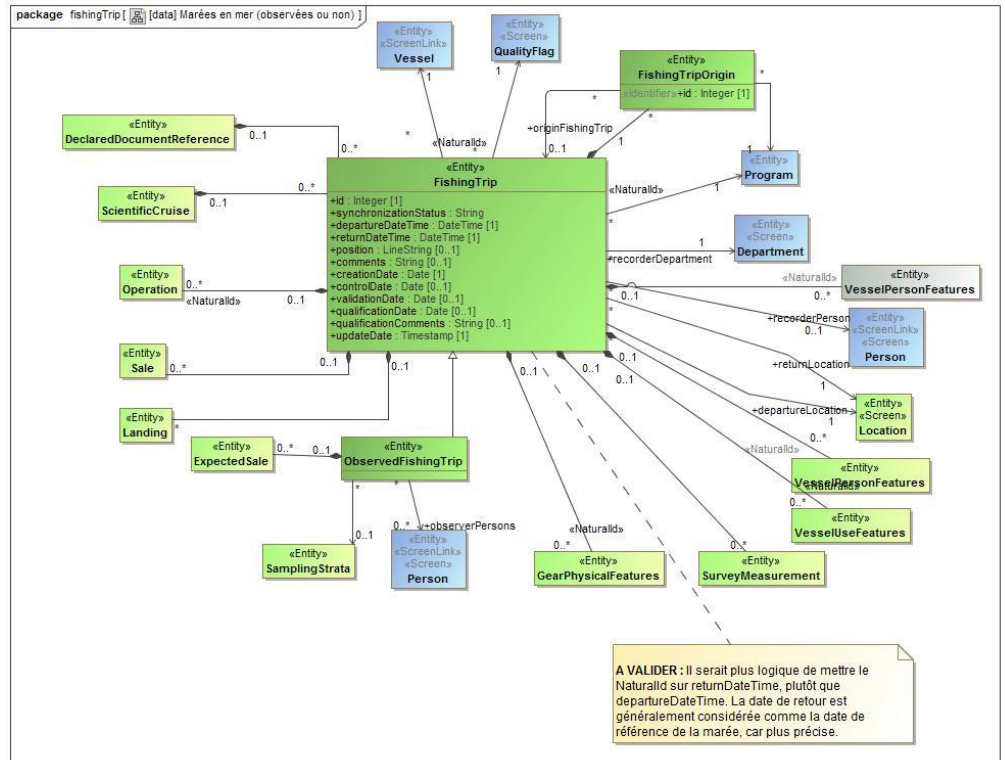 package fishingTrip [ [data] Marées en mer (observées ou non) ]
«Entity»
«ScreenLink»
Vessel
1
*
«Entity»
«Screen»
QualityFlag
1
«NaturalId»
*
«Entity»
FishingTripOrigin
«Identifier»+id : Integer [1]
*
*
*
+originFishingTrip
0..1
1
1
«Entity»
Program
«NaturalId»
1
*
«Entity»
DeclaredDocumentReference
0..1
0..*
«Entity»
ScientificCruise
0..1
0..*
«Entity»
FishingTrip
+id : Integer [1]
+synchronizationStatus : String
+departureDateTime : DateTime [1]
+returnDateTime : DateTime [1]
+position : LineString [0..1]
+comments : String [0..1]
+creationDate : Date [1]
+controlDate : Date [0..1]
+validationDate : Date [0..1]
+qualificationDate : Date [0..1]
+qualificationComments : String [0..1]
+updateDate : Timestamp [1]
«Entity»
«Screen»
Department
1
*
+recorderDepartment
«Entity»
Operation
0..*
«NaturalId»
0..1
«NaturalId»
«Entity»
VesselPersonFeatures
0..1
0..*
*
+recorderPerson
0..1
«Entity»
«ScreenLink»
«Screen»
Person
«Entity»
Sale
0..*
0..1
0..1
0..1
0..1
0..1
0..1
+returnLocation
1
+departureLocation
1
«Entity»
«Screen»
Location
«Entity»
Landing
*
«Entity»
ExpectedSale
0..*
0..1
«Entity»
ObservedFishingTrip
*
*
0..1
0..*
+observerPersons
«Entity»
SamplingStrata
«Entity»
«ScreenLink»
«Screen»
Person
«NaturalId»
0..*
«Entity»
GearPhysicalFeatures
0..*
«Entity»
SurveyMeasurement
0..*
«NaturalId»
«Entity»
VesselPersonFeatures
«NaturalId»
0..*
«Entity»
VesselUseFeatures
A VALIDER : Il serait plus logique de mettre le
NaturalId sur returnDateTime, plutôt que
departureDateTime. La date de retour est
généralement considérée comme la date de
référence de la marée, car plus précise.